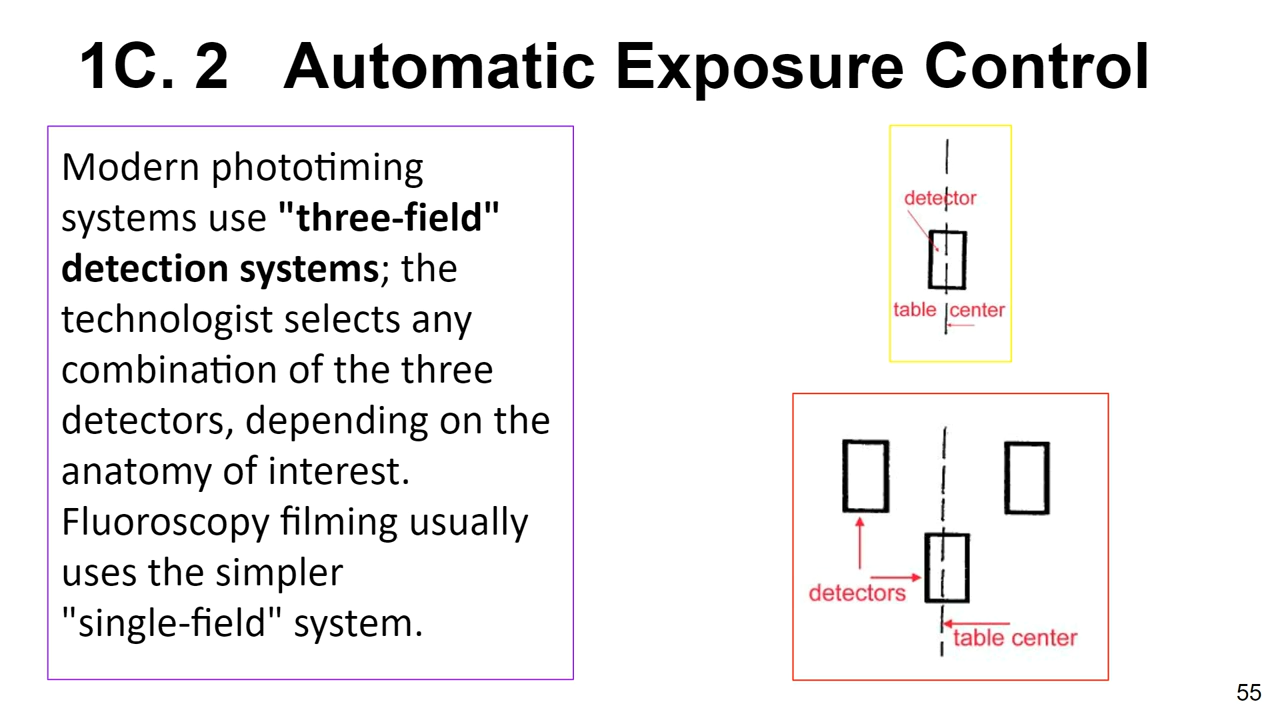 1C. 2 Automatic Exposure Control
Modern phototiming
systems use "three-field"
detection systems; the
technologist selects any
combination of the three
detectors, depending on the
anatomy of interest.
Fluoroscopy filming usually
uses the simpler
"single-field" system.
detector
table center
detectors
table center
55